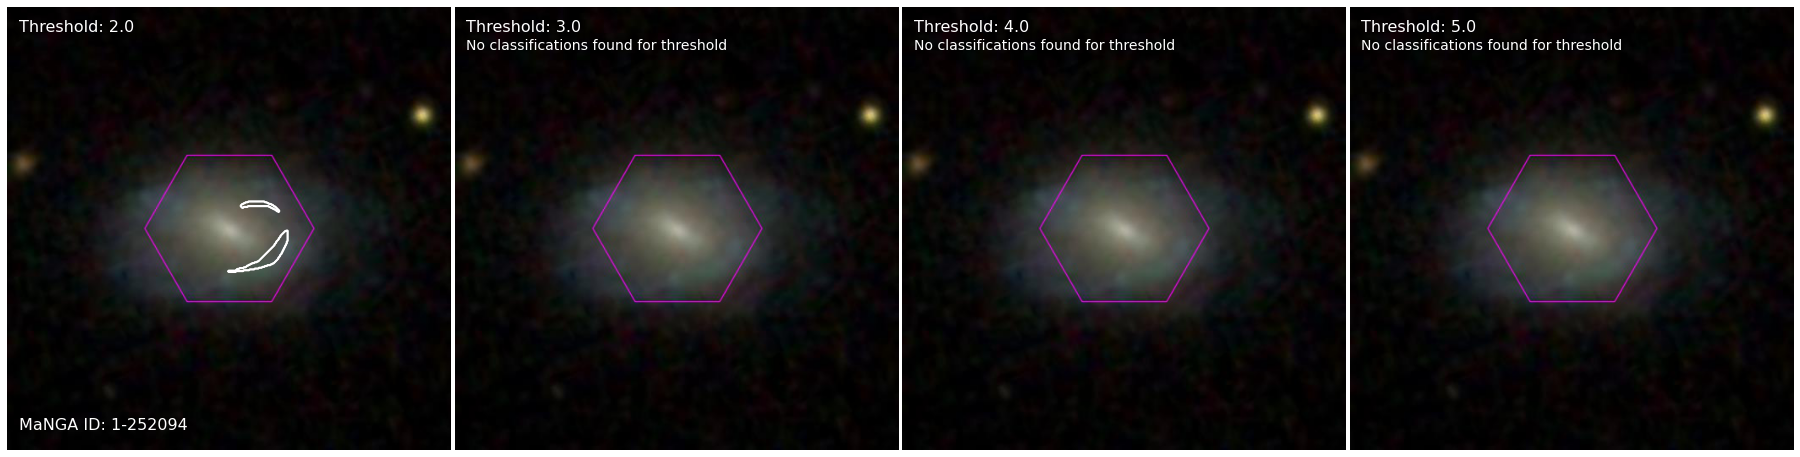 Threshold: 2.0
MaNGA ID: 1-252094
Threshold: 3.0
No classifications found for threshold
Threshold: 4.0
No classifications found for threshold
Threshold: 5.0
No classifications found for threshold